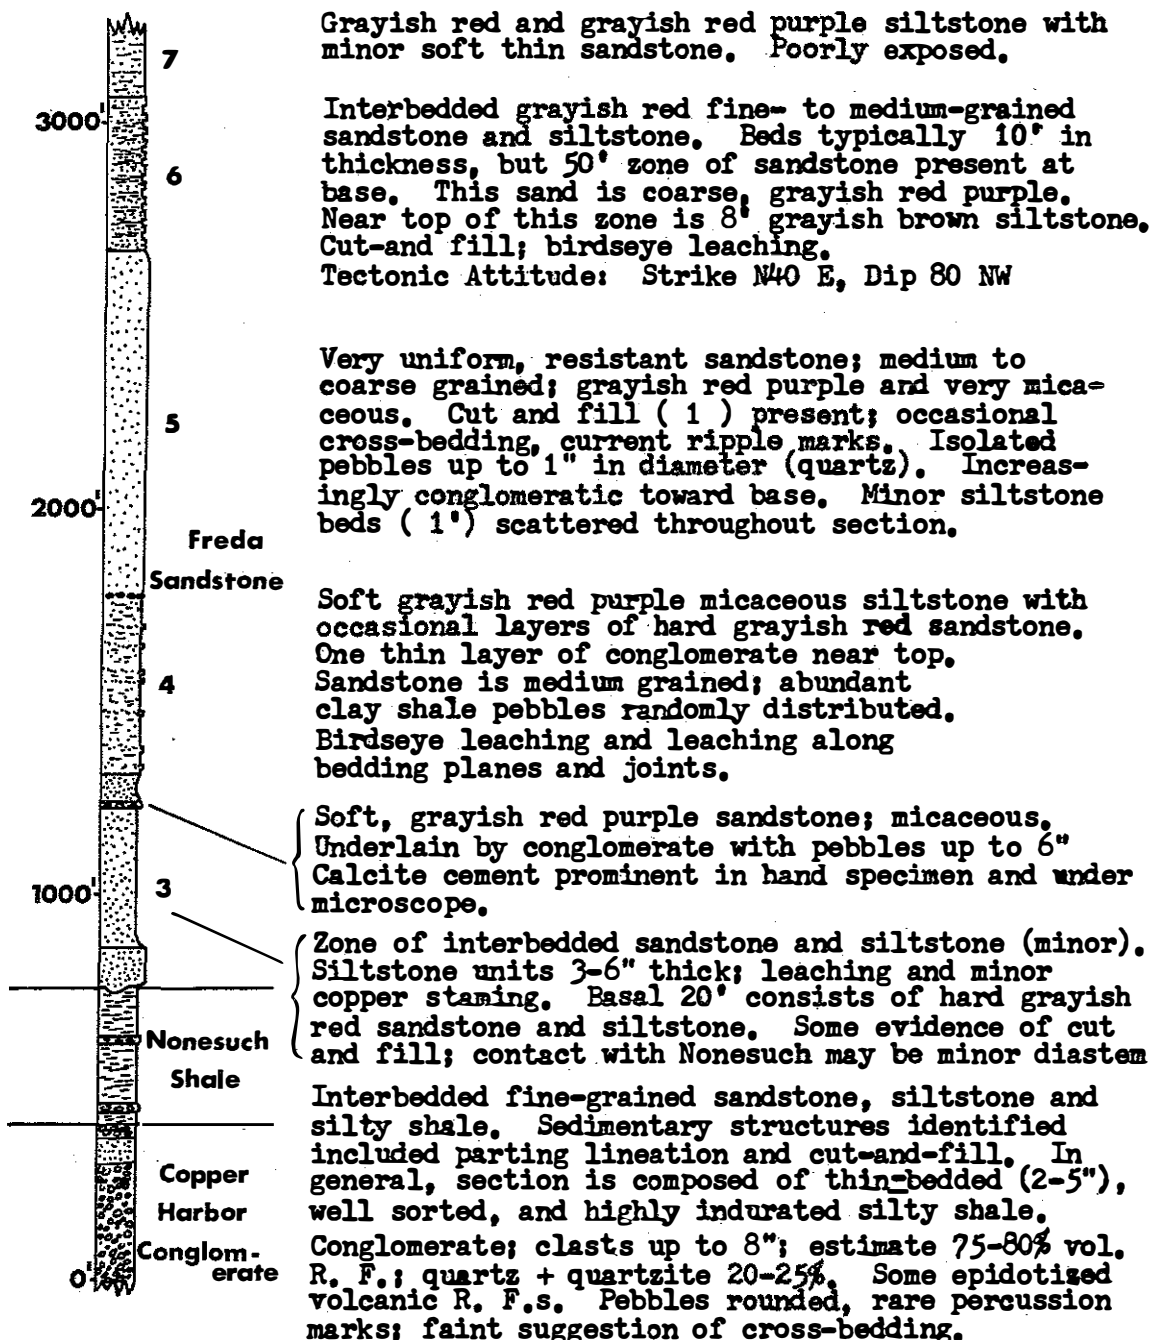 Grayish red and grayish red purple siltstone with
minor soft thin sandstone. Poorly exposed.
7
3000'
Interbedded grayish red fine- to medium-grained
sandstone and siltstone. Beds typically 10' in
thickness, but 50' zone of sandstone present at
base. This sand is coarse, grayish red purple.
Near top of this zone is 8' grayish brown siltstone.
Cut-and fill; birdseye leaching.
Tectonic Attitude: Strike N40 E, Dip 80 NW
6
Very uniform, resistant sandstone; medium to
coarse grained; grayish red purple and very mica-
ceous. Cut and fill ( 1 ) present; occasional
cross-bedding, current ripple marks. Isolated
pebbles up to 1" in diameter (quartz). Increas-
ingly conglomeratic toward base. Minor siltstone
beds ( 1') scattered throughout section.
5
2000'
Freda
Sandstone
Soft grayish red purple micaceous siltstone with
occasional layers of hard grayish red sandstone.
One thin layer of conglomerate near top.
Sandstone is medium grained; abundant
clay shale pebbles randomly distributed.
Birdseye leaching and leaching along
bedding planes and joints.
4
Soft, grayish red purple sandstone; micaceous.
Underlain by conglomerate with pebbles up to 6"
Calcite cement prominent in hand specimen and under
microscope.
1000'
3
Zone of interbedded sandstone and siltstone (minor).
Siltstone units 3-6" thick; leaching and minor
copper staming. Basal 20' consists of hard grayish
red sandstone and siltstone. Some evidence of cut
and fill; contact with Nonesuch may be minor diastem
Nonesuch
Shale
Interbedded fine-grained sandstone, siltstone and
silty shale. Sedimentary structures identified
included parting lineation and cut-and-fill. In
general, section is composed of thin-bedded (2-5"),
well sorted, and highly indurated silty shale.
Copper
Harbor
Conglom-
erate
0'
Conglomerate; clasts up to 8"; estimate 75-80% vol.
R. F.; quartz + quartzite 20-25%. Some epidotized
volcanic R. F.s. Pebbles rounded, rare percussion
marks; faint suggestion of cross-bedding.